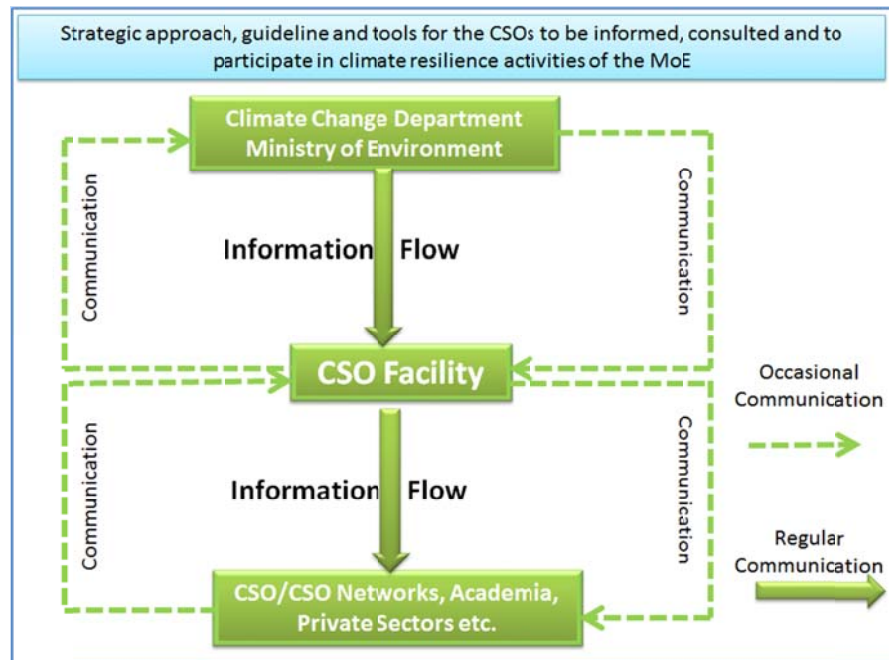 Strategic approach, guideline and tools for the CSOs to be informed, consulted and to
participate in climate resilience activities of the MoE
Climate Change Department
Ministry of Environment
Communication
Communication
Information Flow
CSO Facility
Occasional
Communication
Communication
Communication
Information Flow
Regular
Communication
CSO/CSO Networks, Academia,
Private Sectors etc.